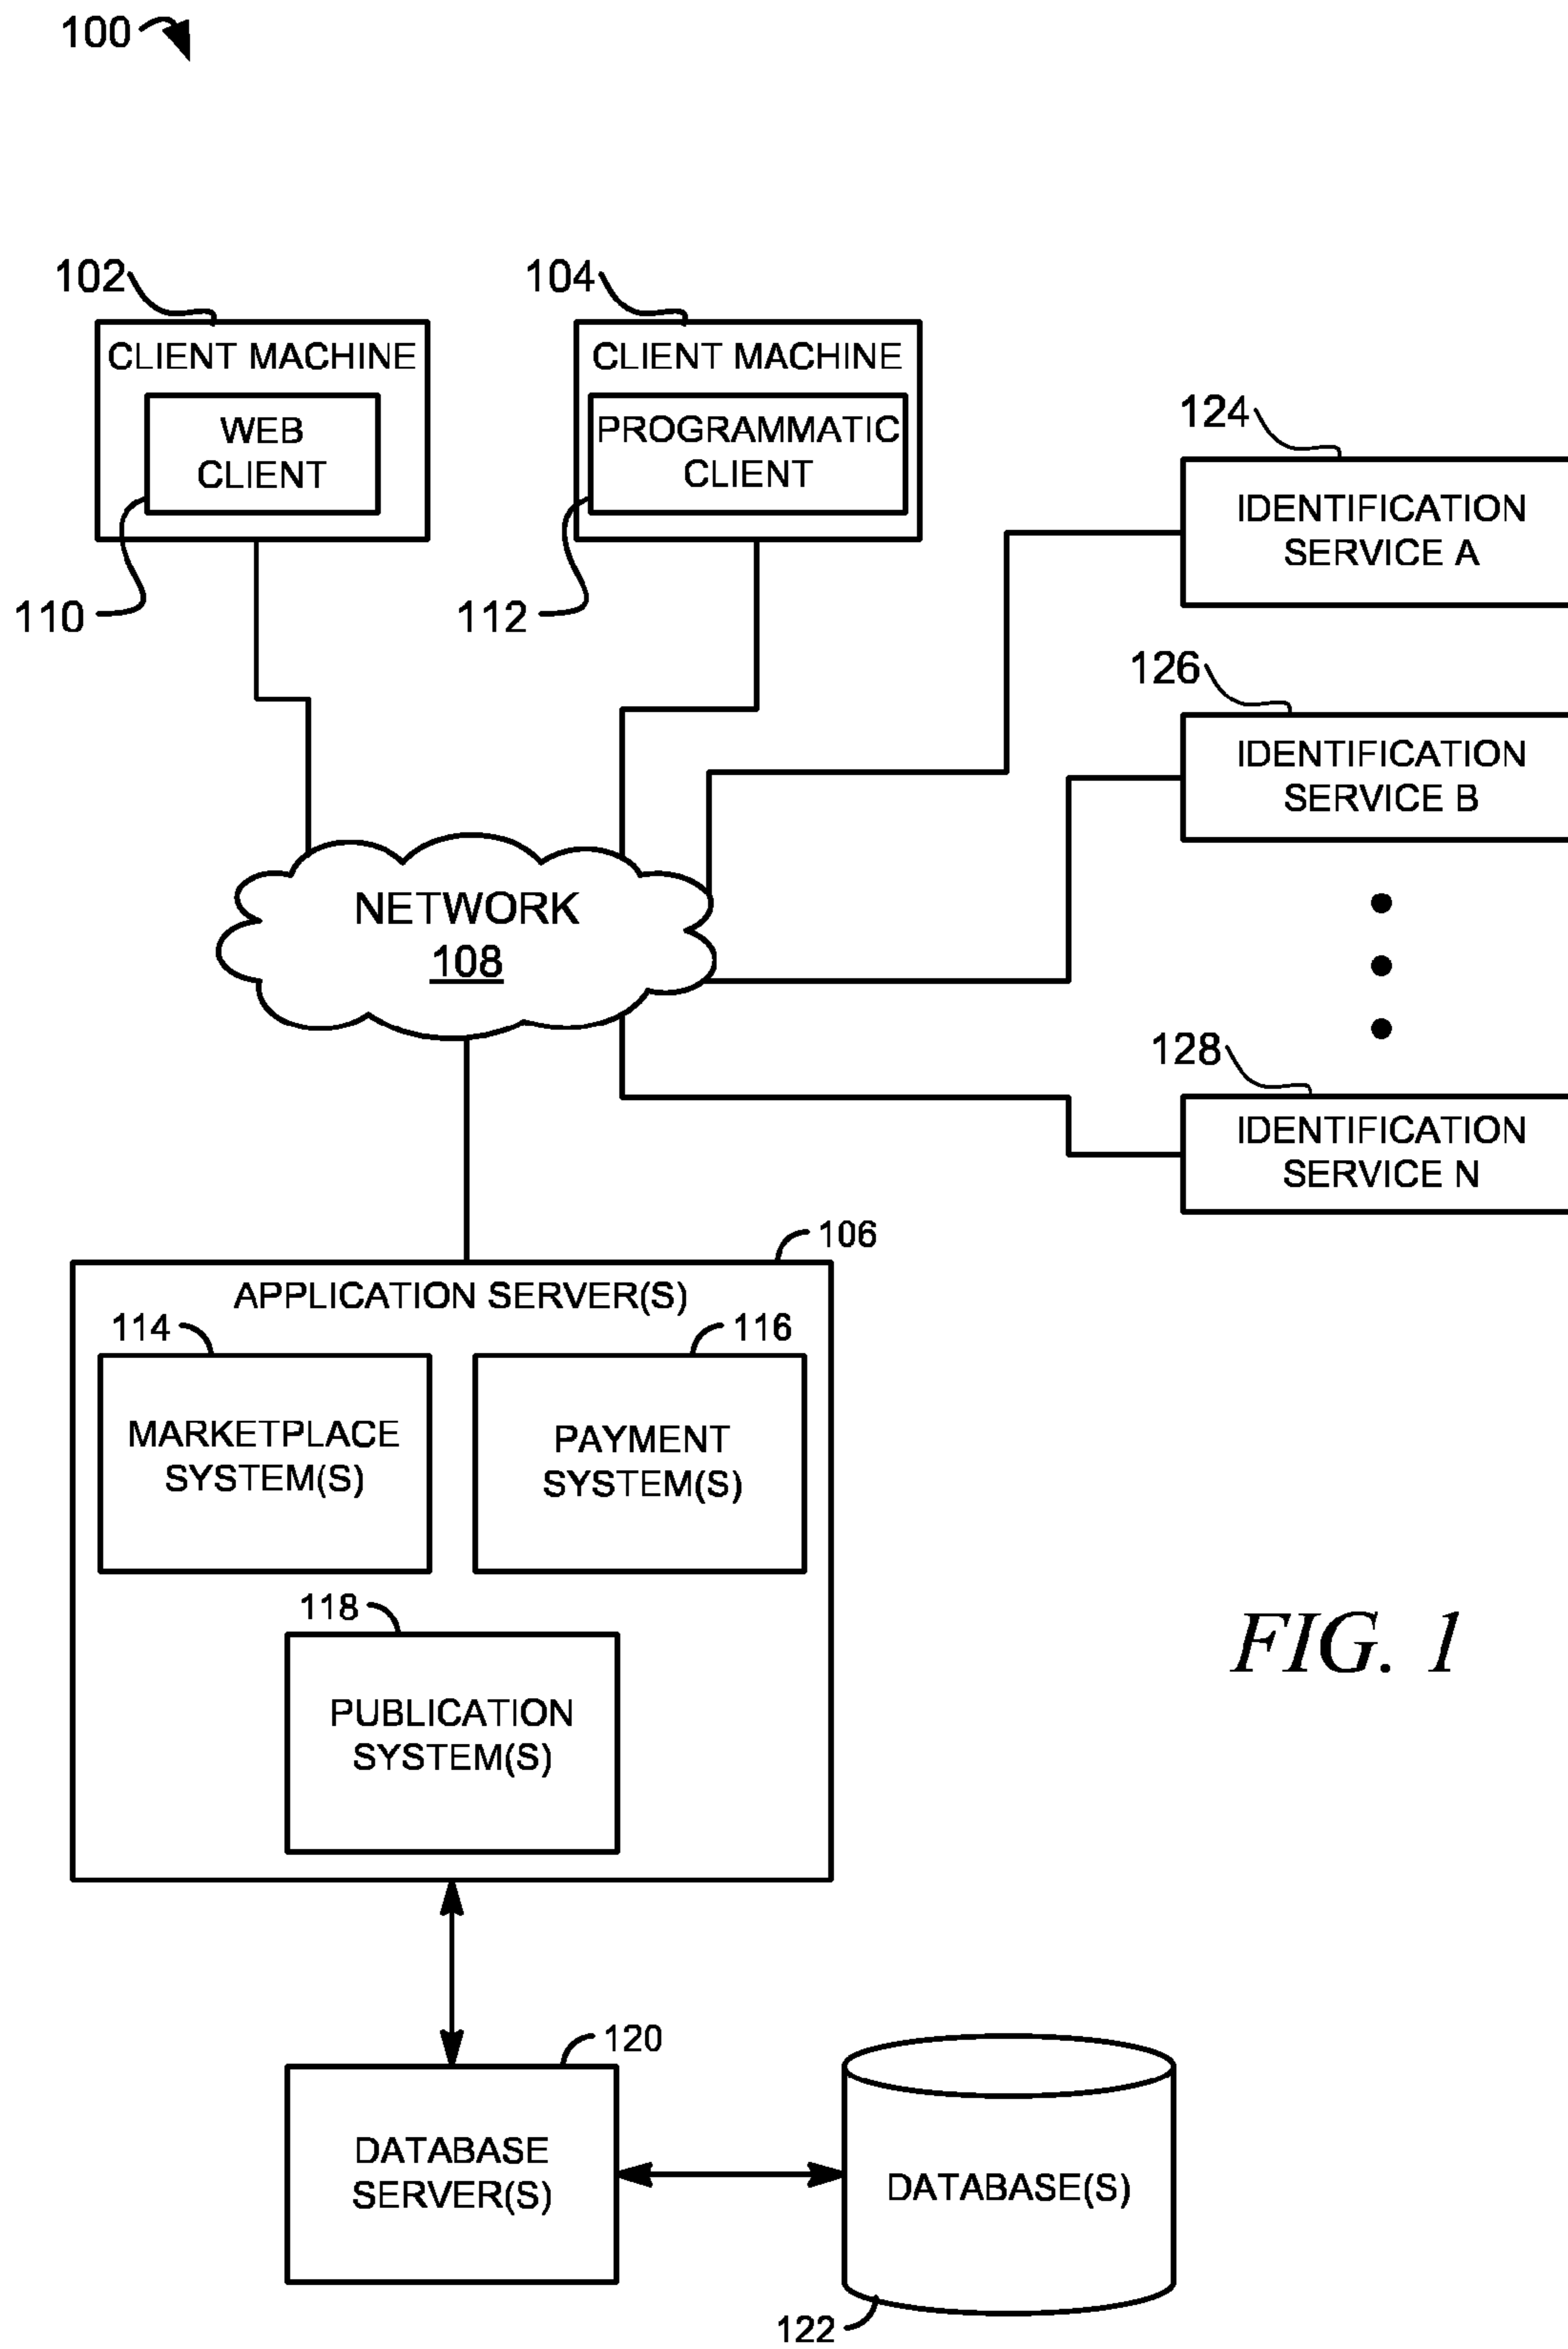 100
102
104
CLIENT MACHINE
CLIENT MACHINE
WEB
CLIENT
PROGRAMMATIC
CLIENT
110
112
124
IDENTIFICATION
SERVICE A
126
IDENTIFICATION
SERVICE B
NETWORK
108
128
IDENTIFICATION
SERVICE N
106
APPLICATION SERVER(S)
114
116
MARKETPLACE
SYSTEM(S)
PAYMENT
SYSTEM(S)
118
PUBLICATION
SYSTEM(S)
FIG. 1
120
DATABASE
SERVER(S)
DATABASE(S)
122